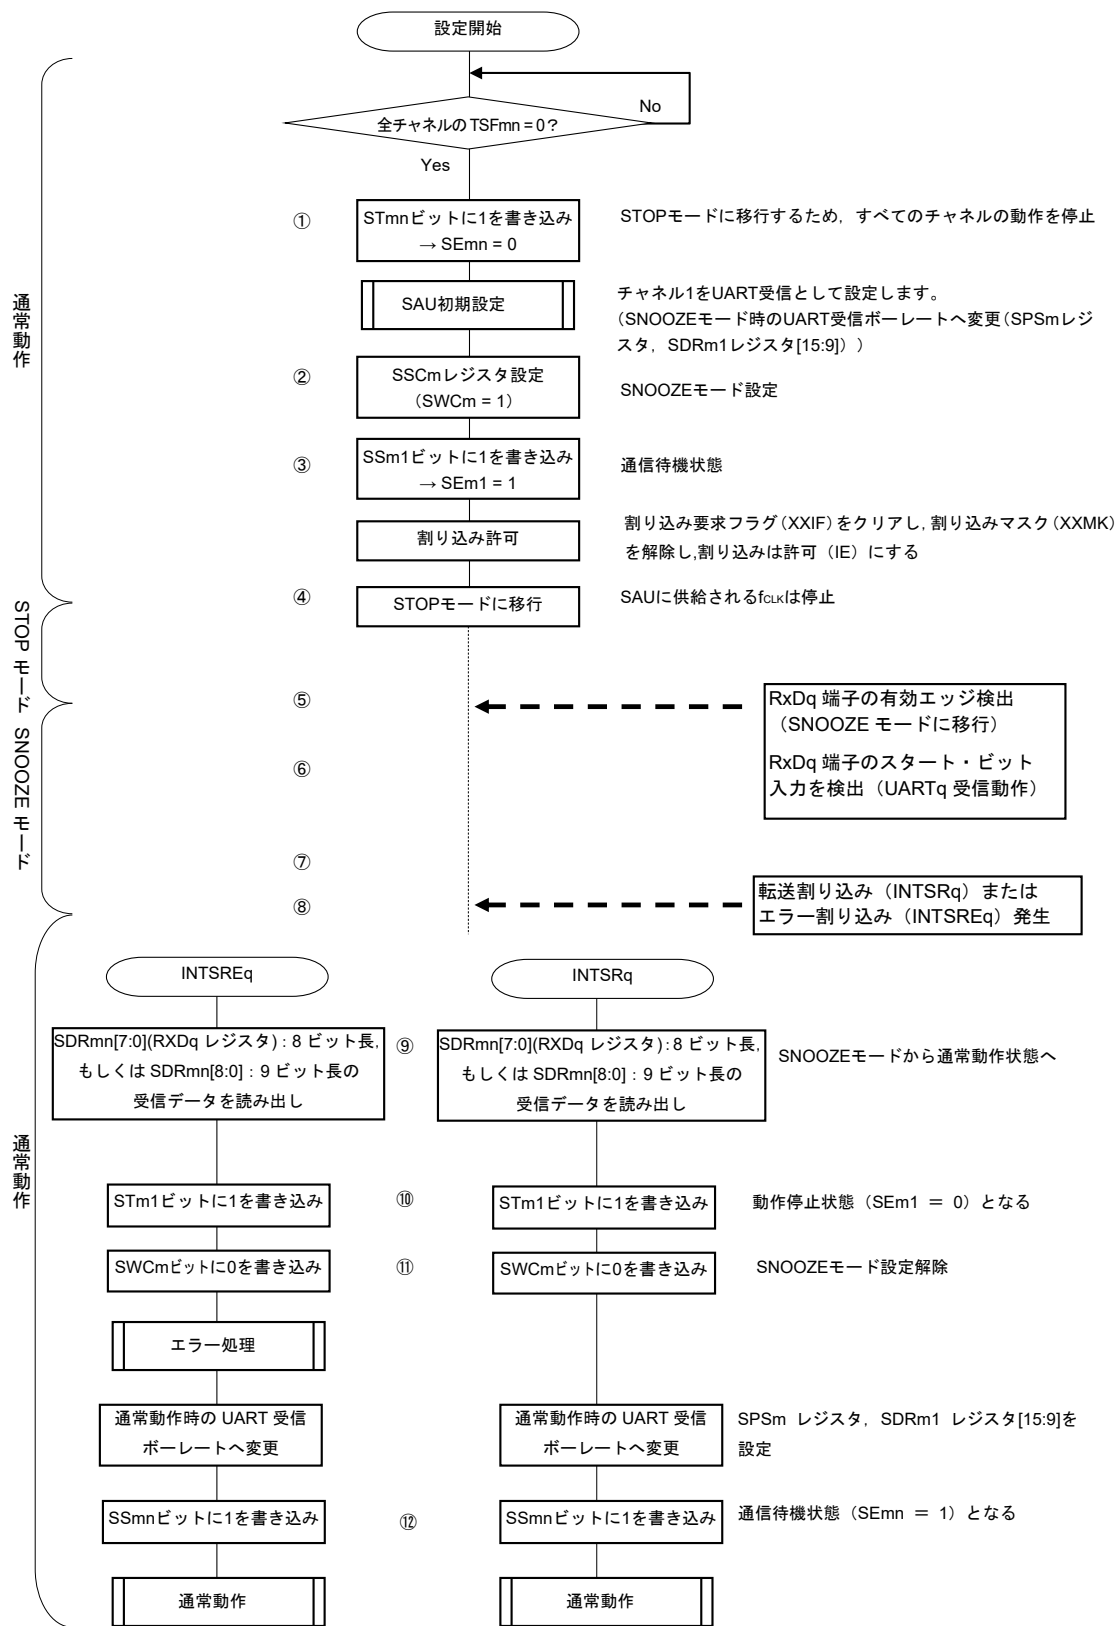 設定開始
No
全チャネルの TSFmn = 0？
Yes
①
STmnビットに1を書き込み
→ SEmn = 0
STOPモードに移行するため，すべてのチャネルの動作を停止
SAU初期設定
チャネル1をUART受信として設定します。
（SNOOZEモード時のUART受信ボーレートへ変更（SPSmレジ
スタ，SDRm1レジスタ[15:9]））
通常動作
②
SSCmレジスタ設定
（SWCm = 1）
SNOOZEモード設定
③
SSm1ビットに1を書き込み
→ SEm1 = 1
通信待機状態
割り込み許可
割り込み要求フラグ（XXIF）をクリアし，割り込みマスク（XXMK）
を解除し,割り込みは許可（IE）にする
④
STOPモードに移行
SAUに供給されるfCLKは停止
STOP モード
⑤
RxDq 端子の有効エッジ検出
（SNOOZE モードに移行）
SNOOZE モード
⑥
RxDq 端子のスタート・ビット
入力を検出（UARTq 受信動作）
⑦
⑧
転送割り込み（INTSRq）または
エラー割り込み（INTSREq）発生
INTSREq
INTSRq
SDRmn[7:0](RXDq レジスタ)：8 ビット長，
もしくは SDRmn[8:0]：9 ビット長の
受信データを読み出し
⑨
SDRmn[7:0](RXDq レジスタ)：8 ビット長，
もしくは SDRmn[8:0]：9 ビット長の
受信データを読み出し
SNOOZEモードから通常動作状態へ
通常動作
STm1ビットに1を書き込み
⑩
STm1ビットに1を書き込み
動作停止状態（SEm1 ＝ 0）となる
SWCmビットに0を書き込み
⑪
SWCmビットに0を書き込み
SNOOZEモード設定解除
エラー処理
通常動作時の UART 受信
ボーレートへ変更
通常動作時の UART 受信
ボーレートへ変更
SPSm レジスタ，SDRm1 レジスタ[15:9]を
設定
SSmnビットに1を書き込み
⑫
SSmnビットに1を書き込み
通信待機状態（SEmn ＝ 1）となる
通常動作
通常動作